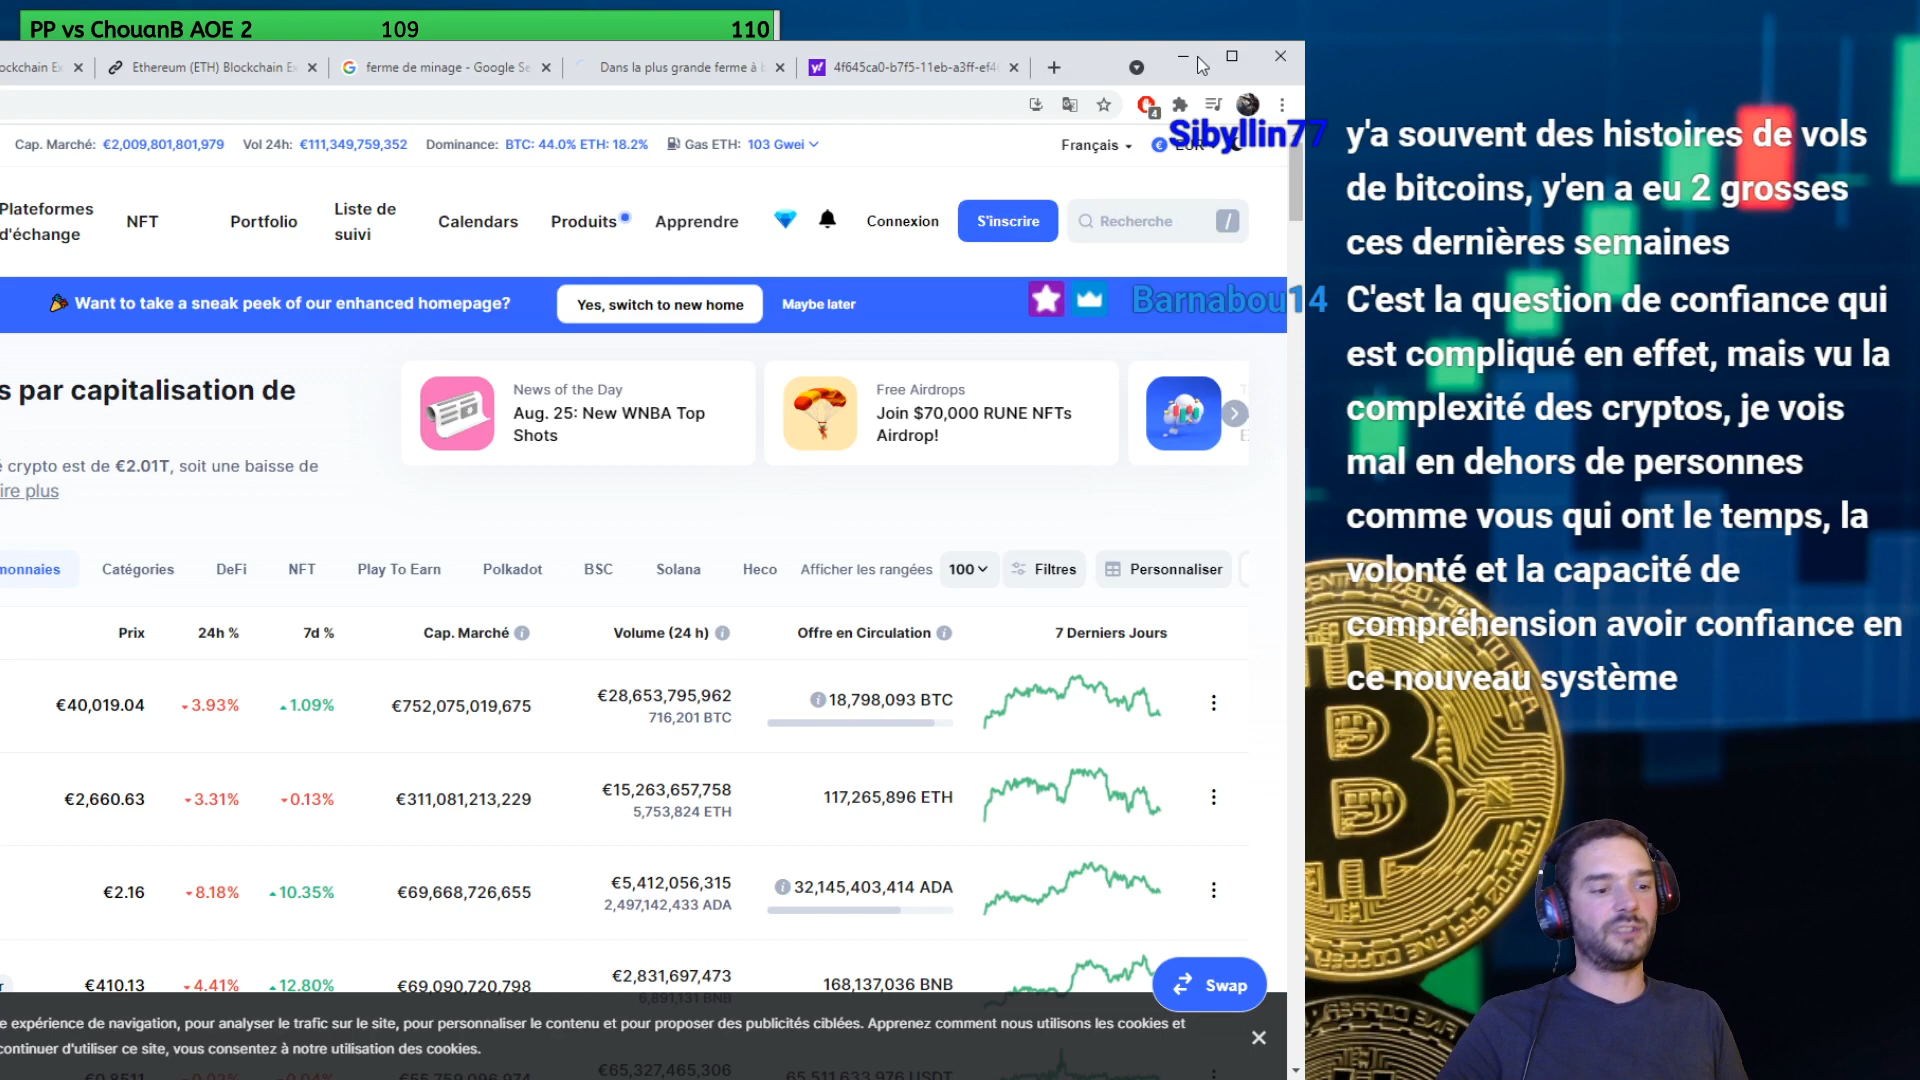 PP vs ChouanB AOE 2 109 110
ockchain Ex
Ethereum (ETH) Blockchain Ex
ferme de minage - Google Se
Dans la plus grande ferme à b
4f645ca0-b7f5-11eb-a3ff-ef4
4
Cap. Marché: €2,009,801,801,979 Vol 24h: €111,349,759,352 Dominance: BTC: 44.0% ETH: 18.2% Gas ETH: 103 Gwei
Français
EUR
Plateformes
d'échange
NFT
Portfolio
Liste de
suivi
Calendars
Produits
Apprendre
Connexion
S'inscrire
Recherche /
Want to take a sneak peek of our enhanced homepage?
Yes, switch to new home
Maybe later
s par capitalisation de
é crypto est de €2.01T, soit une baisse de
ire plus
News of the Day
Aug. 25: New WNBA Top
Shots
Free Airdrops
Join $70,000 RUNE NFTs
Airdrop!
monnaies Catégories DeFi NFT Play To Earn Polkadot BSC Solana Heco Afficher les rangées 100 Filtres Personnaliser
Prix 24h % 7d % Cap. Marché Volume (24 h) Offre en Circulation 7 Derniers Jours
€40,019.04 3.93% 1.09% €752,075,019,675 €28,653,795,962 18,798,093 BTC
716,201 BTC
€2,660.63 3.31% 0.13% €311,081,213,229 €15,263,657,758 117,265,896 ETH
5,753,824 ETH
€2.16 8.18% 10.35% €69,668,726,655 €5,412,056,315 32,145,403,414 ADA
2,497,142,433 ADA
€410.13 4.41% 12.80% €69,090,720,798 €2,831,697,473 168,137,036 BNB
6,891,131 BNB
Swap
e expérience de navigation, pour analyser le trafic sur le site, pour personnaliser le contenu et pour proposer des publicités ciblées. Apprenez comment nous utilisons les cookies et
continuer d'utiliser ce site, vous consentez à notre utilisation des cookies.
€65,327,465,306
Sibyllin77 y'a souvent des histoires de vols
de bitcoins, y'en a eu 2 grosses
ces dernières semaines
Barnabou14 C'est la question de confiance qui
est compliqué en effet, mais vu la
complexité des cryptos, je vois
mal en dehors de personnes
comme vous qui ont le temps, la
volonté et la capacité de
compréhension avoir confiance en
ce nouveau système